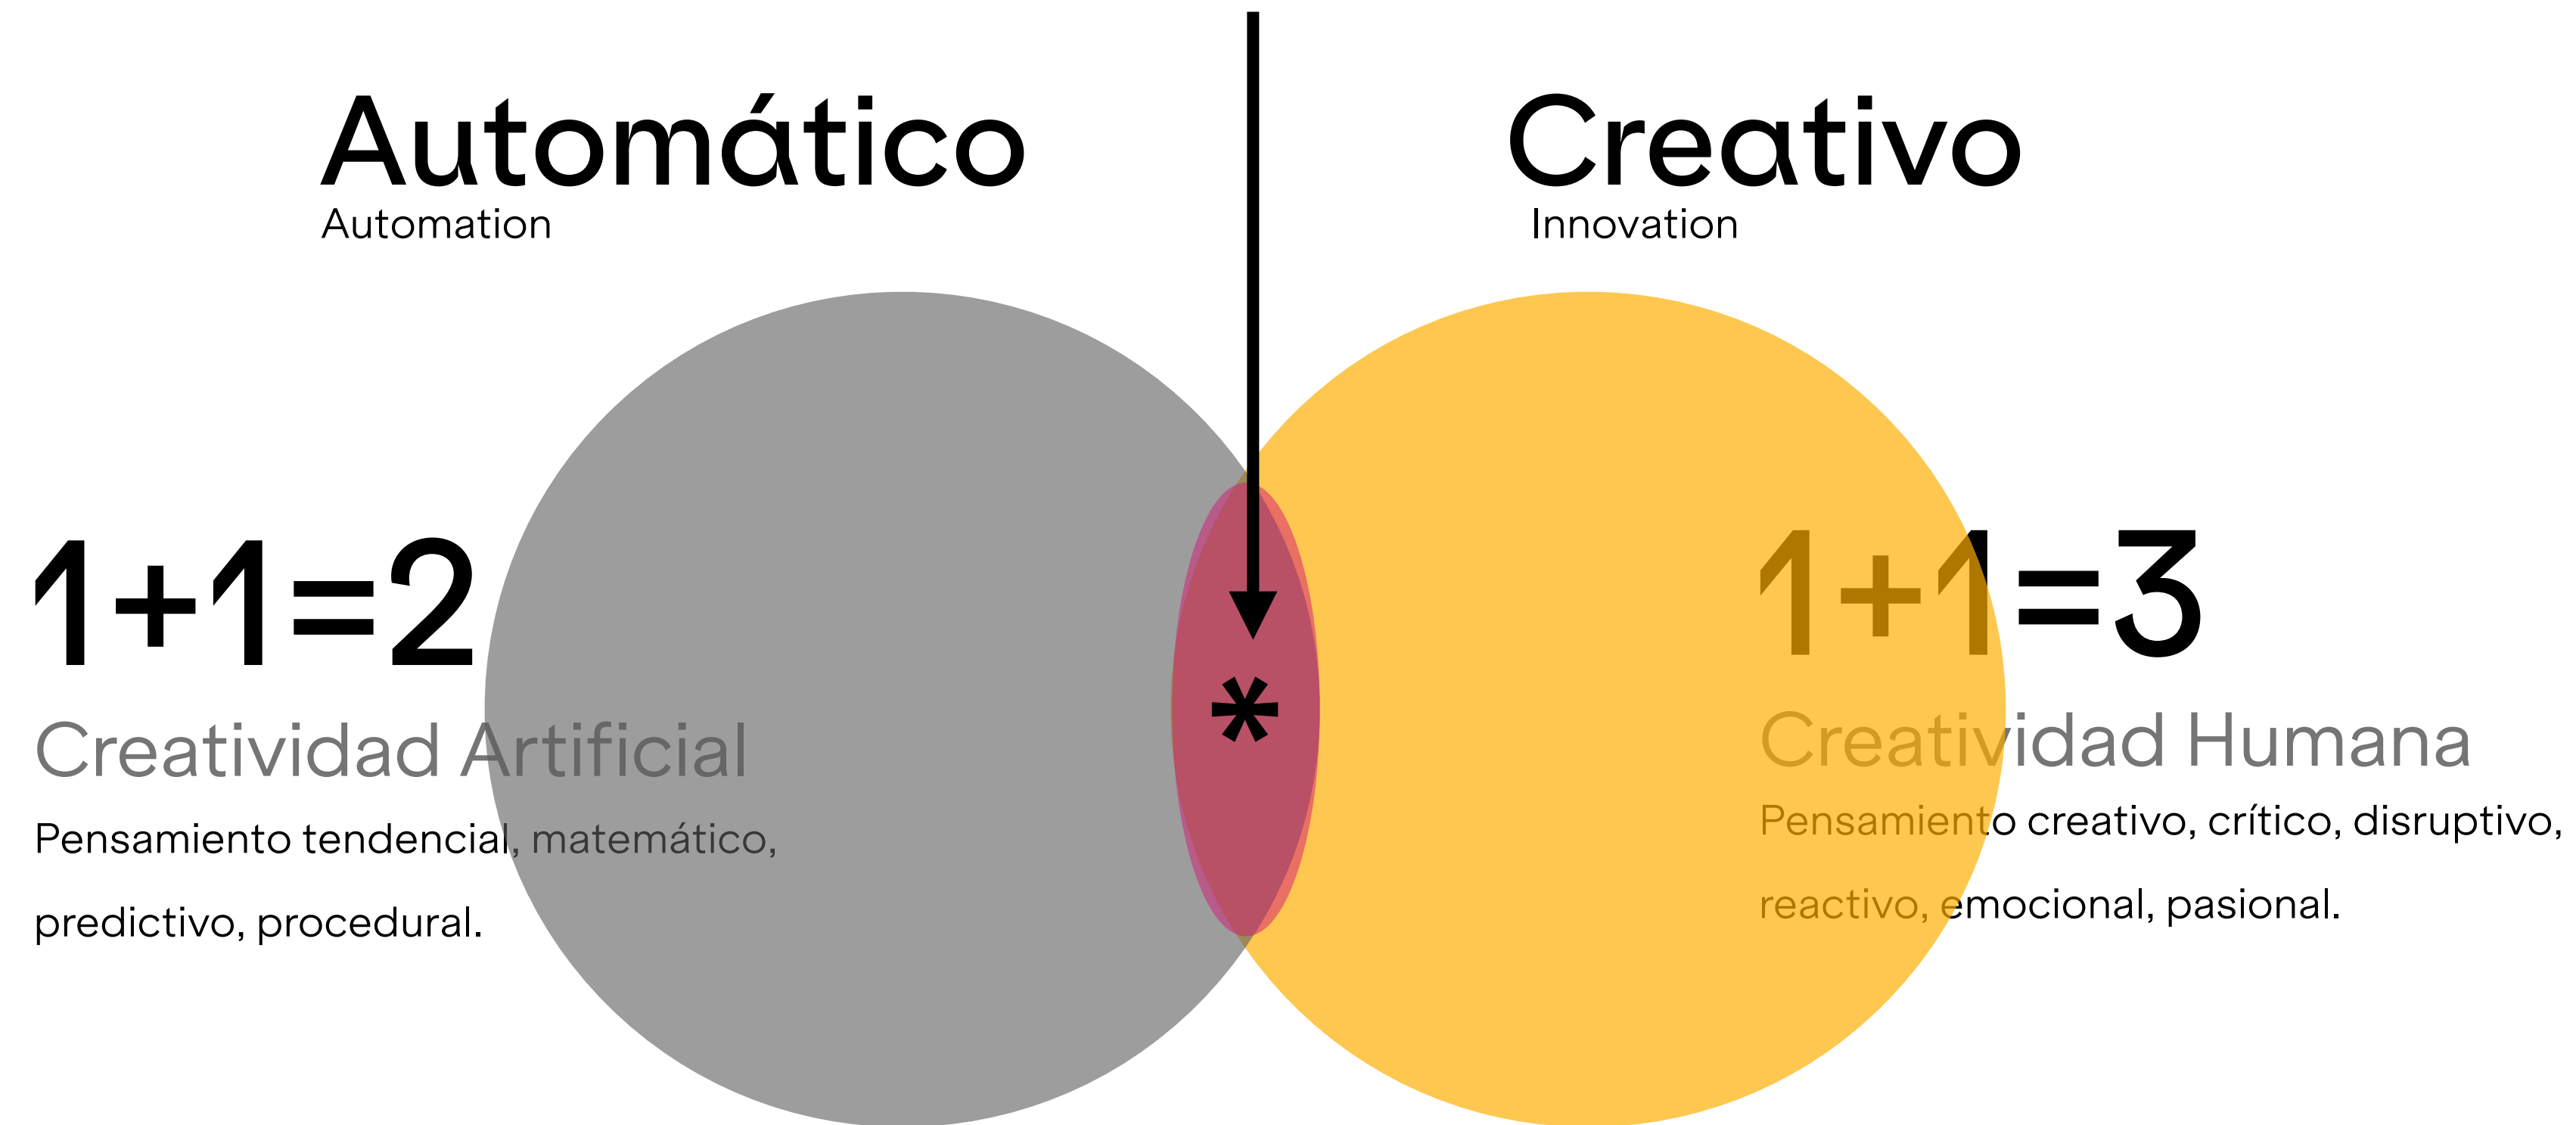 Automático
Automation
Creativo
Innovation
1+1=2
Creatividad Artificial
Pensamiento tendencial, matemático,
predictivo, procedural.
*
1+1=3
Creatividad Humana
Pensamiento creativo, crítico, disruptivo,
reactivo, emocional, pasional.